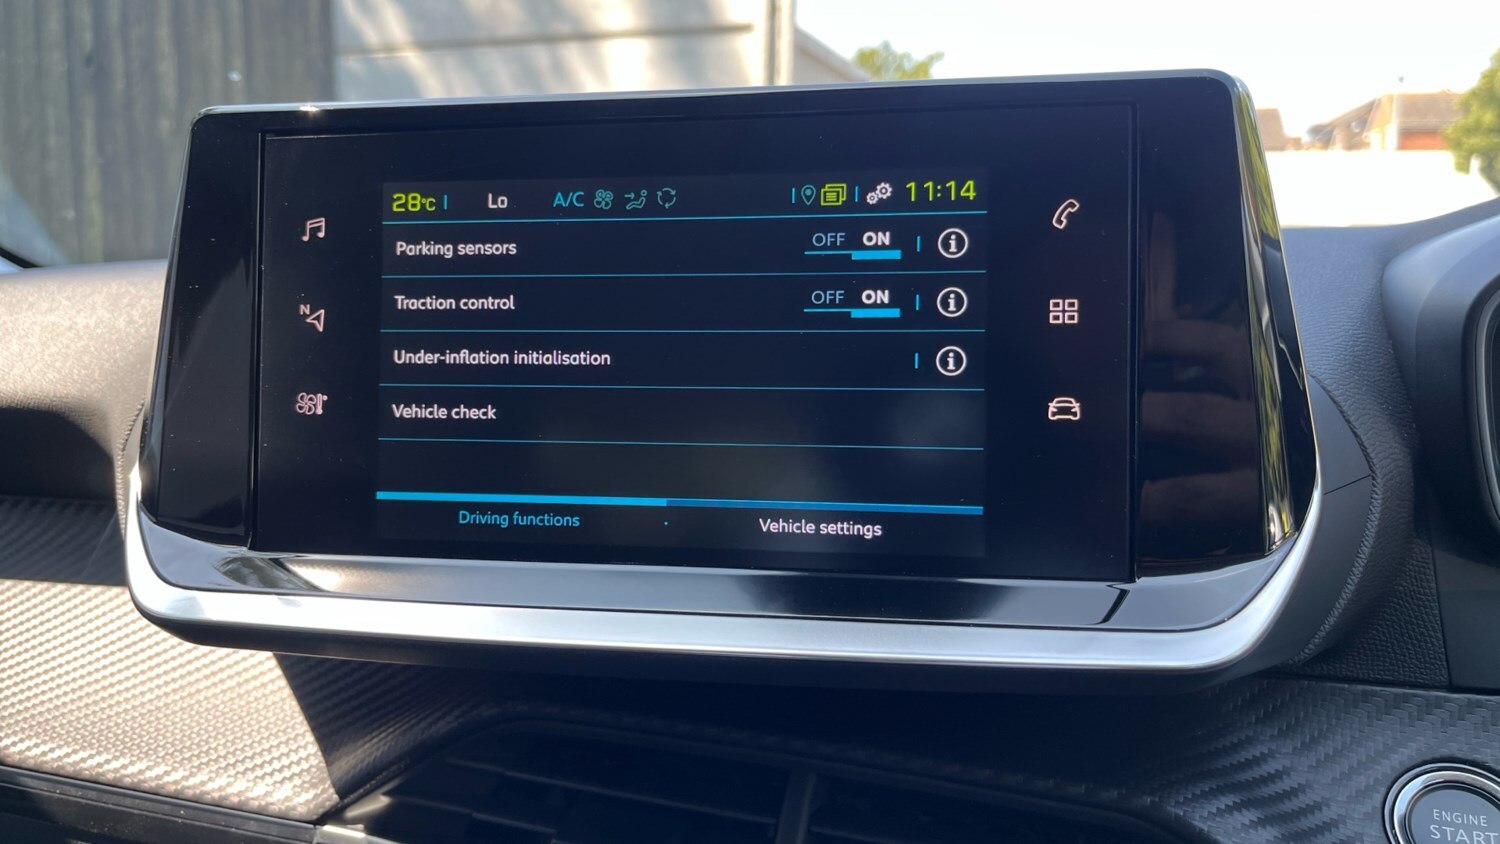 28°C Lo A/C 11:14
Parking sensors OFF ON
Traction control OFF ON
N
Under-inflation initialisation
Vehicle check
Driving functions Vehicle settings
ENGINE
START